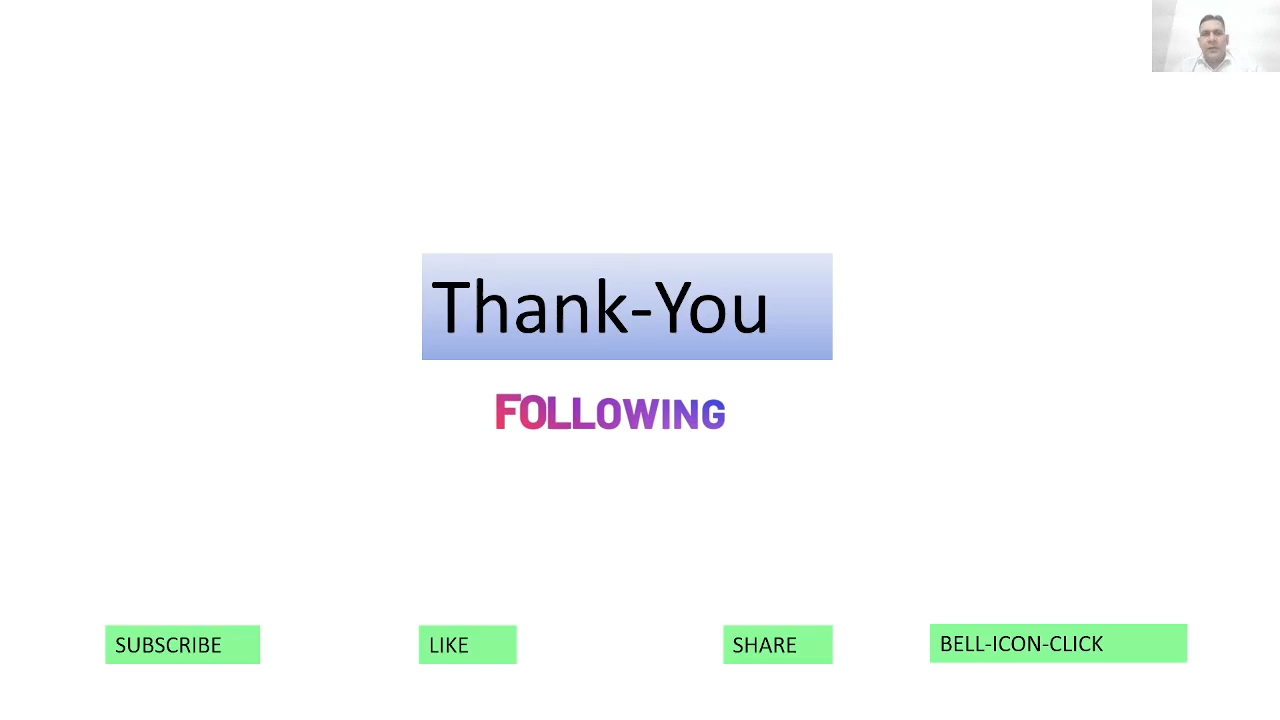 Thank-You
FOLLOWING
SUBSCRIBE
LIKE
SHARE
BELL-ICON-CLICK